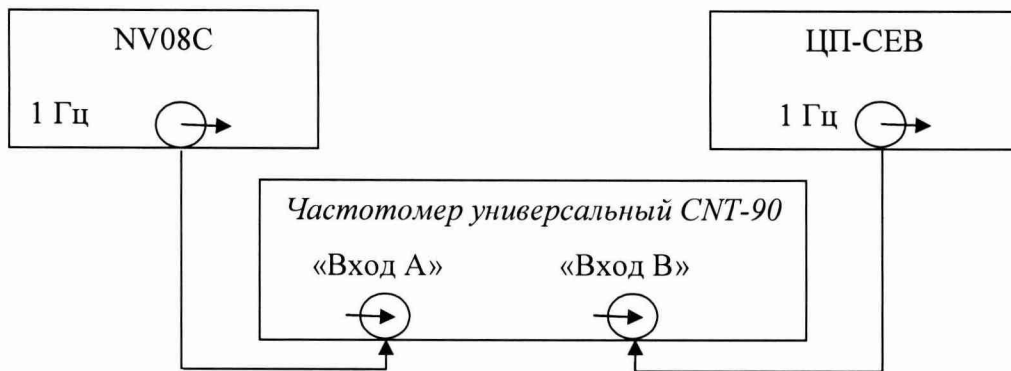 NV08C
ЦП-СЕВ
1 Гц
1 Гц
Частотомер универсальный CNT-90
«Вход А»
«Вход В»